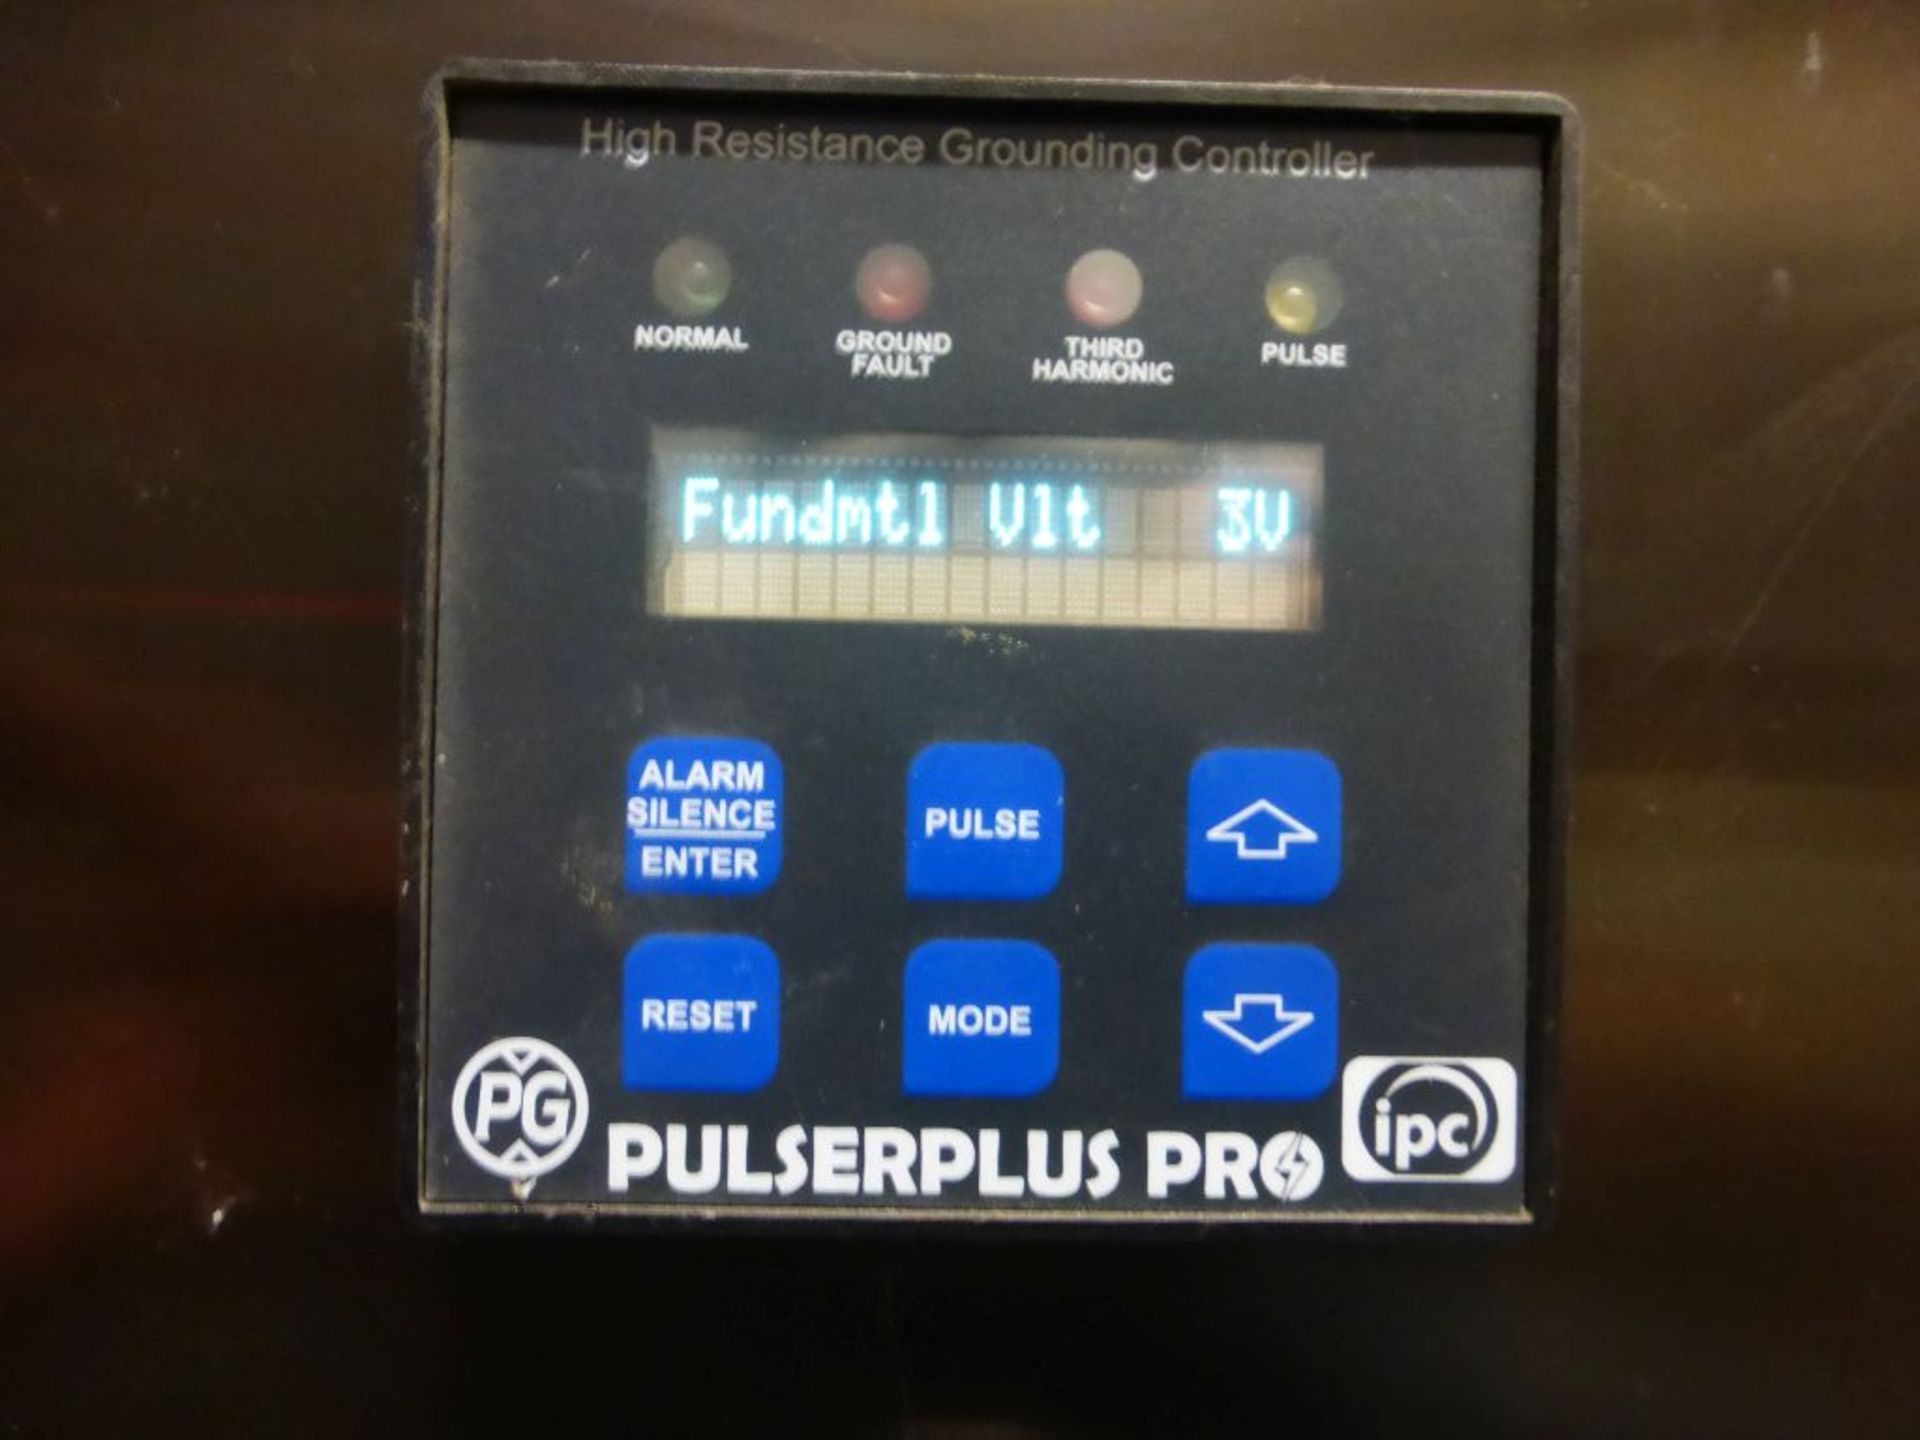 High Resistance Grounding Controller
NORMAL
GROUND
FAULT
THIRD
HARMONIC
PULSE
Fundmtl Vlt 3V
ALARM
SILENCE
ENTER
PULSE
RESET
MODE
PG
PULSERPLUS PRO
ipc